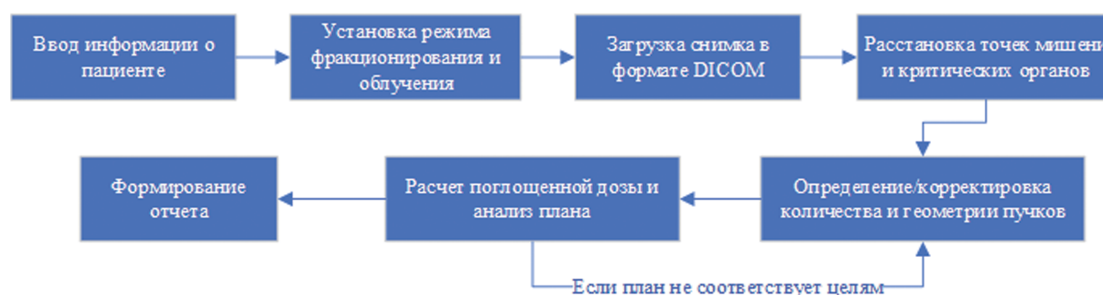 Ввод информации о
пациенте
Установка режима
фракционирования и
облучения
Загрузка снимка в
формате DICOM
Расстановка точек мишени
и критических органов
Формирование
отчета
Расчет поглощенной дозы и
анализ плана
Определение/корректировка
количества и геометрии пучков
Если план не соответствует целям